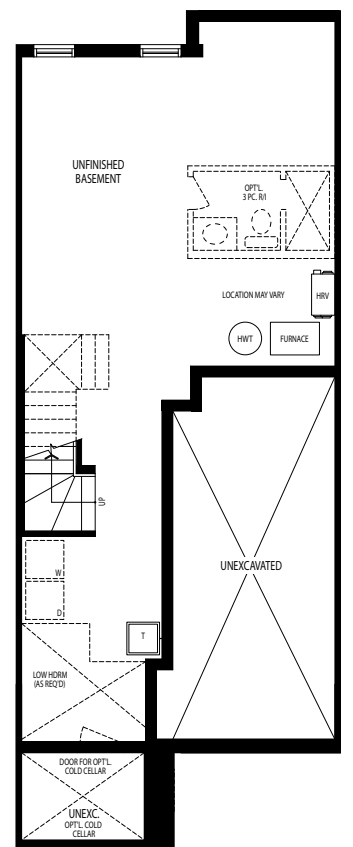 UNFINISHED
BASEMENT
OPT'L.
3 PC. R/I
LOCATION MAY VARY
HRV
HWT
FURNACE
UP
UNEXCAVATED
W
D
T
LOW HDRM
(AS REQ'D)
DOOR FOR OPT'L.
COLD CELLAR
UNEXC.
OPT'L. COLD
CELLAR